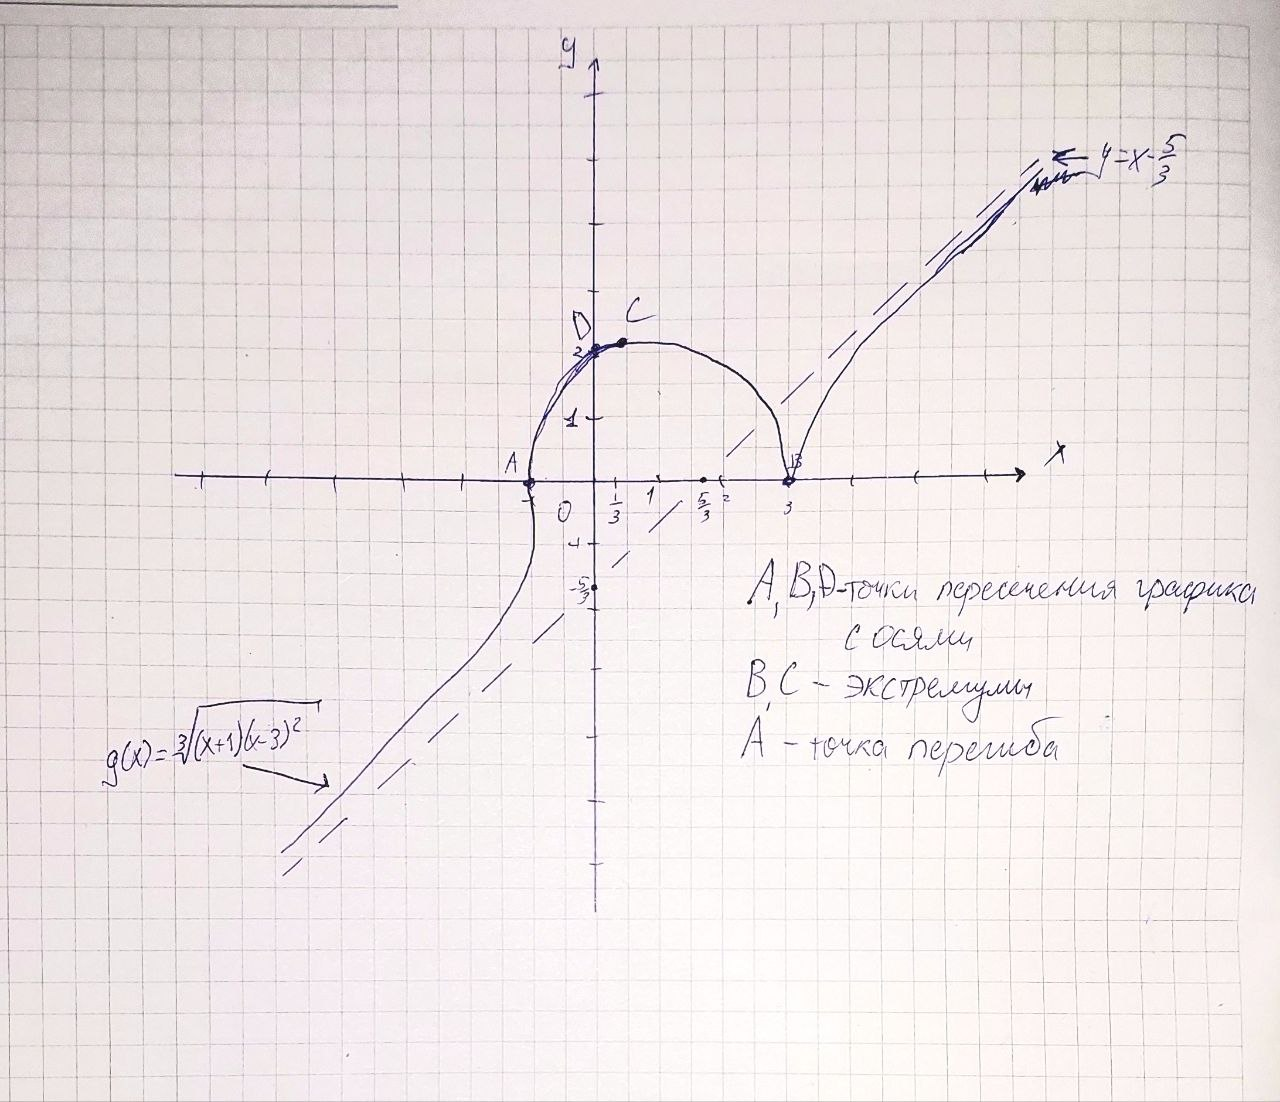 y
y=x-5/3
D
C
2
1
A
B
x
-1
0
1/3
1
5/3
2
3
-1
-5/3
A, B, D-точки пересечения графика
с осями
B, C - экстремумы
A - точка перегиба
g(x)=∛(x+1)(x-3)²